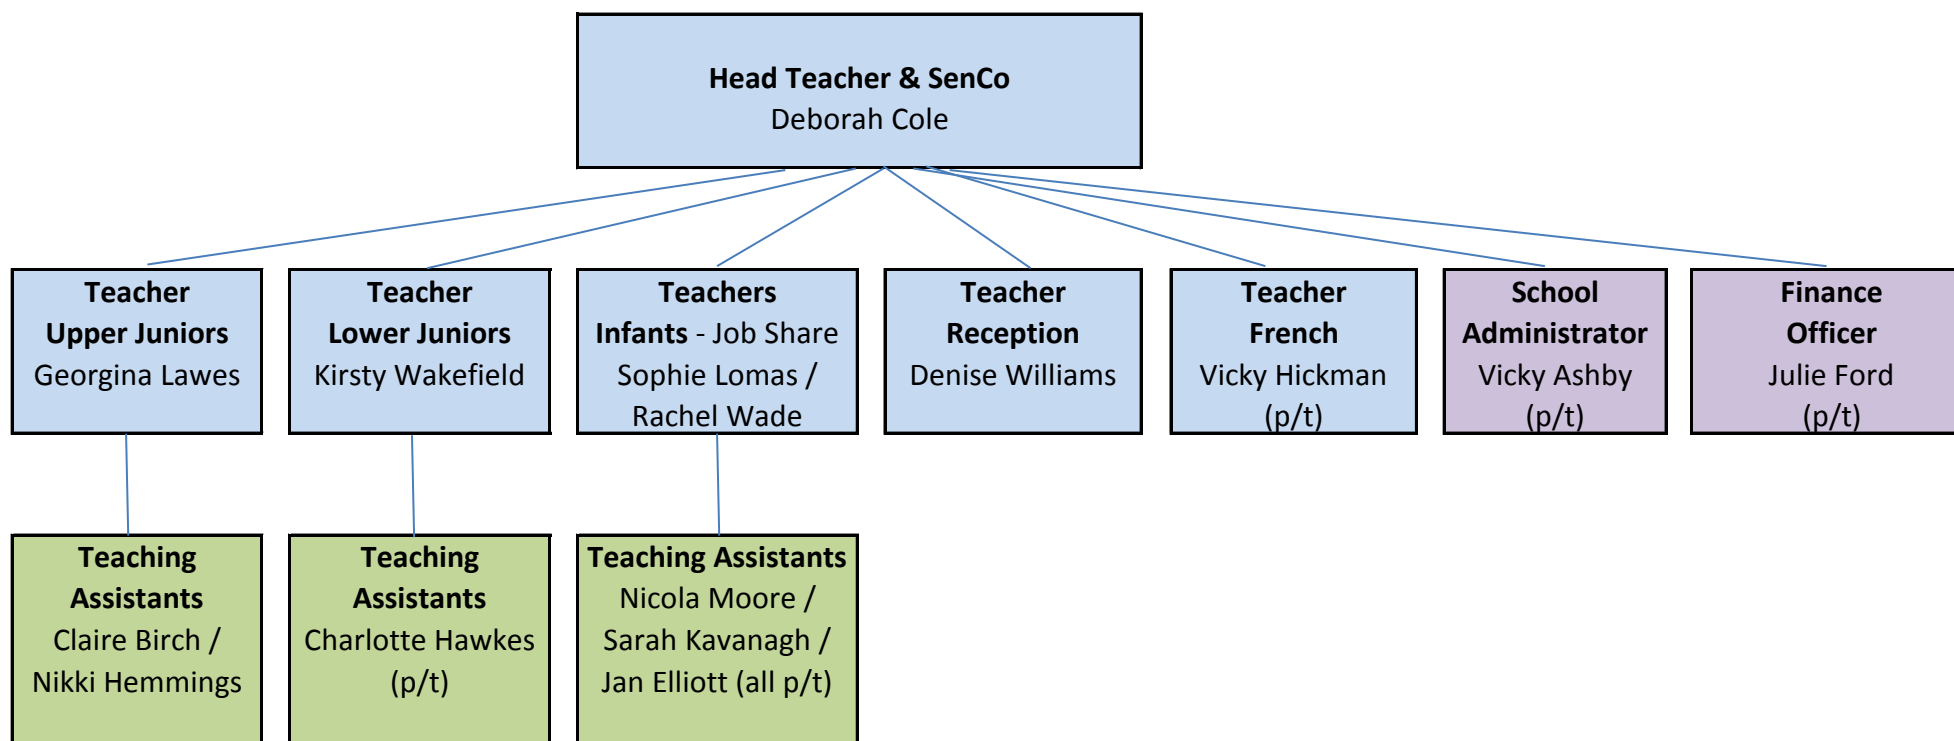 Head Teacher & SenCo
Deborah Cole
Teacher
Upper Juniors
Georgina Lawes
Teacher
Lower Juniors
Kirsty Wakefield
Teachers
Infants - Job Share
Sophie Lomas /
Rachel Wade
Teacher
Reception
Denise Williams
Teacher
French
Vicky Hickman
(p/t)
School
Administrator
Vicky Ashby
(p/t)
Finance
Officer
Julie Ford
(p/t)
Teaching
Assistants
Claire Birch /
Nikki Hemmings
Teaching
Assistants
Charlotte Hawkes
(p/t)
Teaching Assistants
Nicola Moore /
Sarah Kavanagh /
Jan Elliott (all p/t)